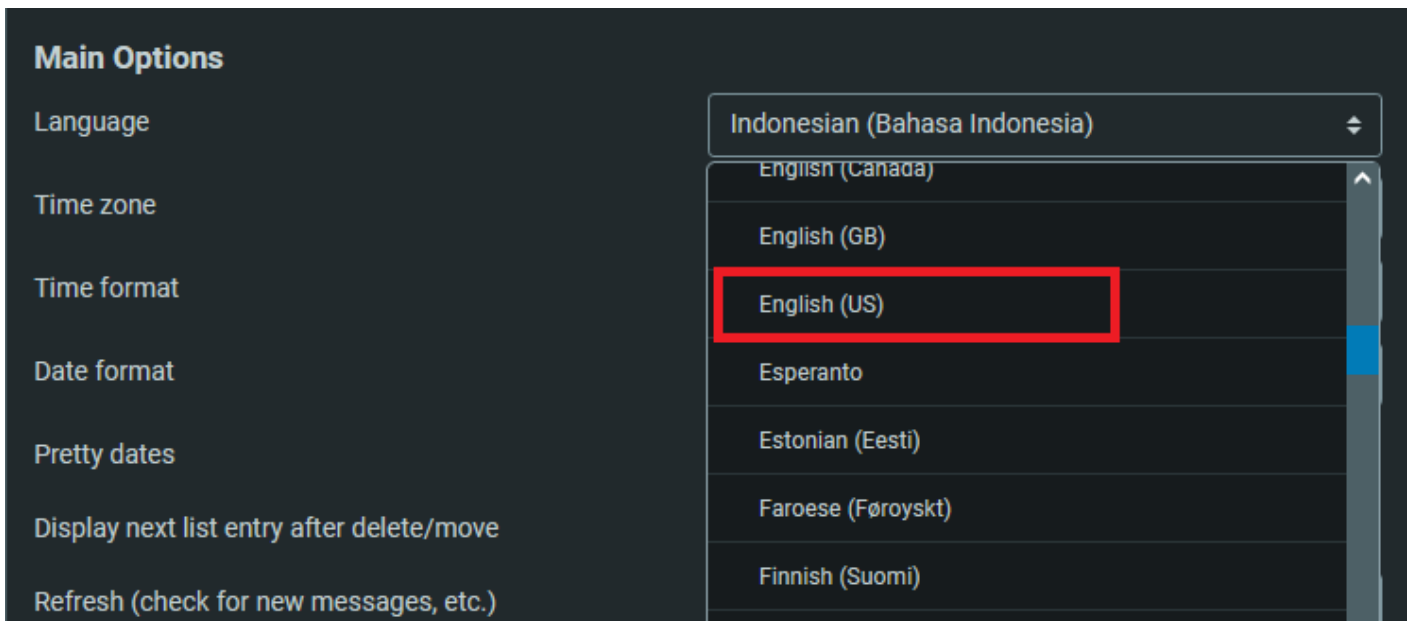 Main Options
Language
Indonesian (Bahasa Indonesia)
English (Canada)
Time zone
English (GB)
Time format
English (US)
Date format
Esperanto
Estonian (Eesti)
Pretty dates
Faroese (Føroyskt)
Display next list entry after delete/move
Finnish (Suomi)
Refresh (check for new messages, etc.)